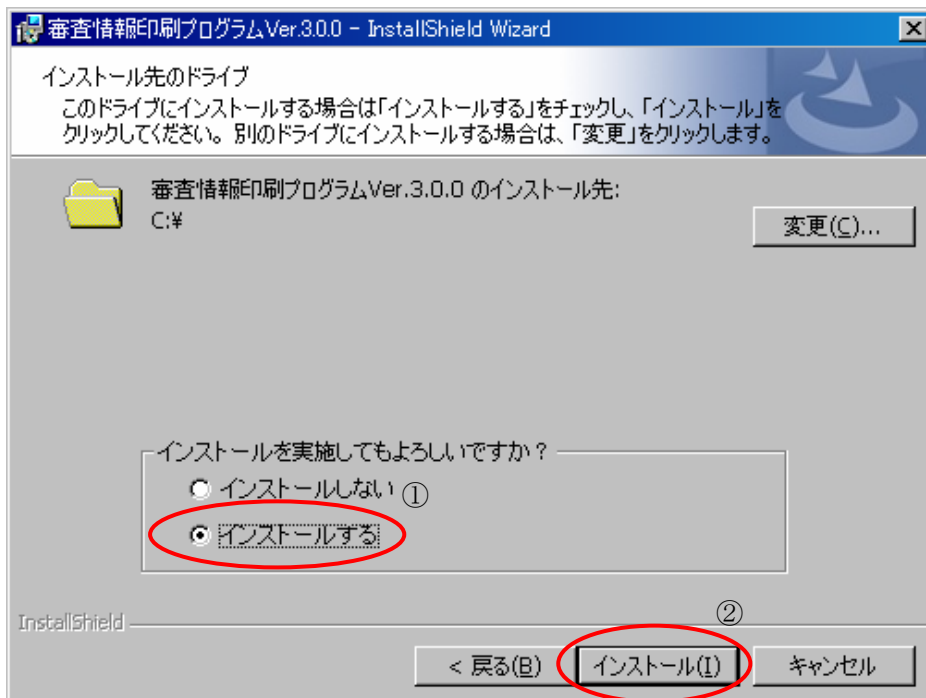 審査情報印刷プログラムVer.3.0.0 - InstallShield Wizard
インストール先のドライブ
このドライブにインストールする場合は「インストールする」をチェックし、「インストール」を
クリックしてください。別のドライブにインストールする場合は、「変更」をクリックします。
審査情報印刷プログラムVer.3.0.0 のインストール先:
C:¥
変更(C)...
インストールを実施してもよろしいですか?
インストールしない ①
インストールする
InstallShield
②
< 戻る(B) インストール(I) キャンセル